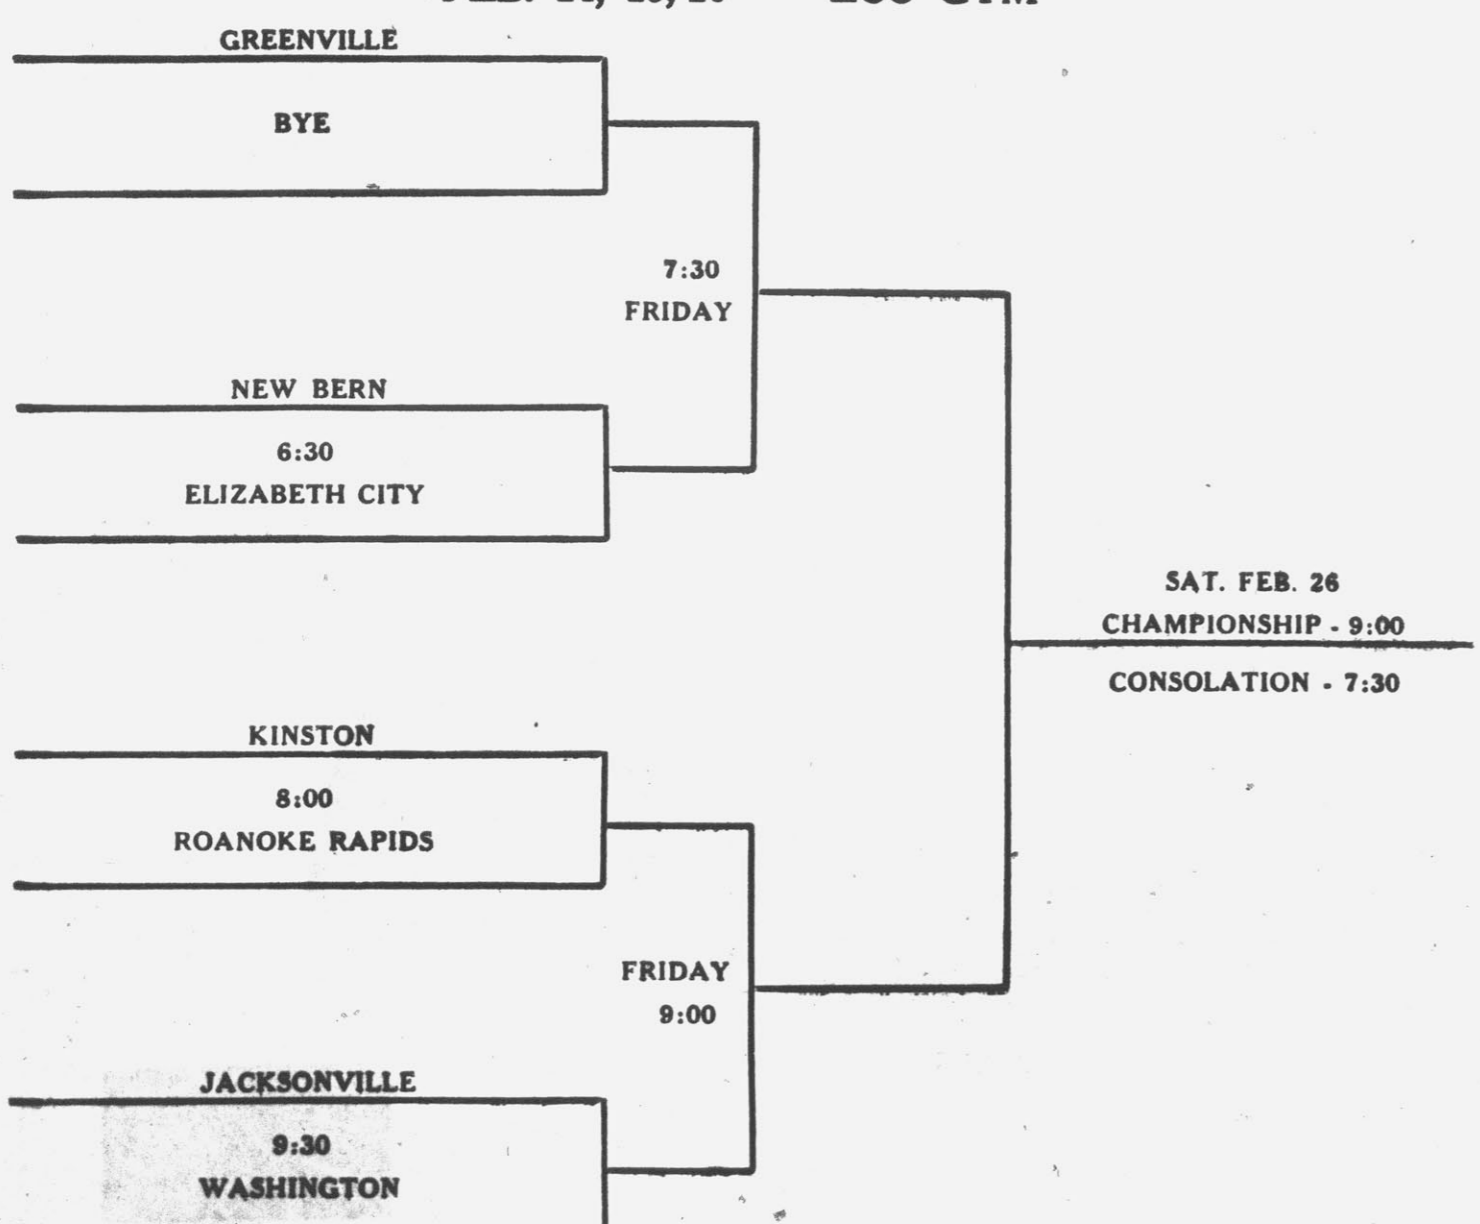 GREENVILLE
BYE
7:30
FRIDAY
NEW BERN
6:30
ELIZABETH CITY
SAT. FEB. 26
CHAMPIONSHIP - 9:00
CONSOLATION - 7:30
KINSTON
8:00
ROANOKE RAPIDS
FRIDAY
9:00
JACKSONVILLE
9:30
WASHINGTON